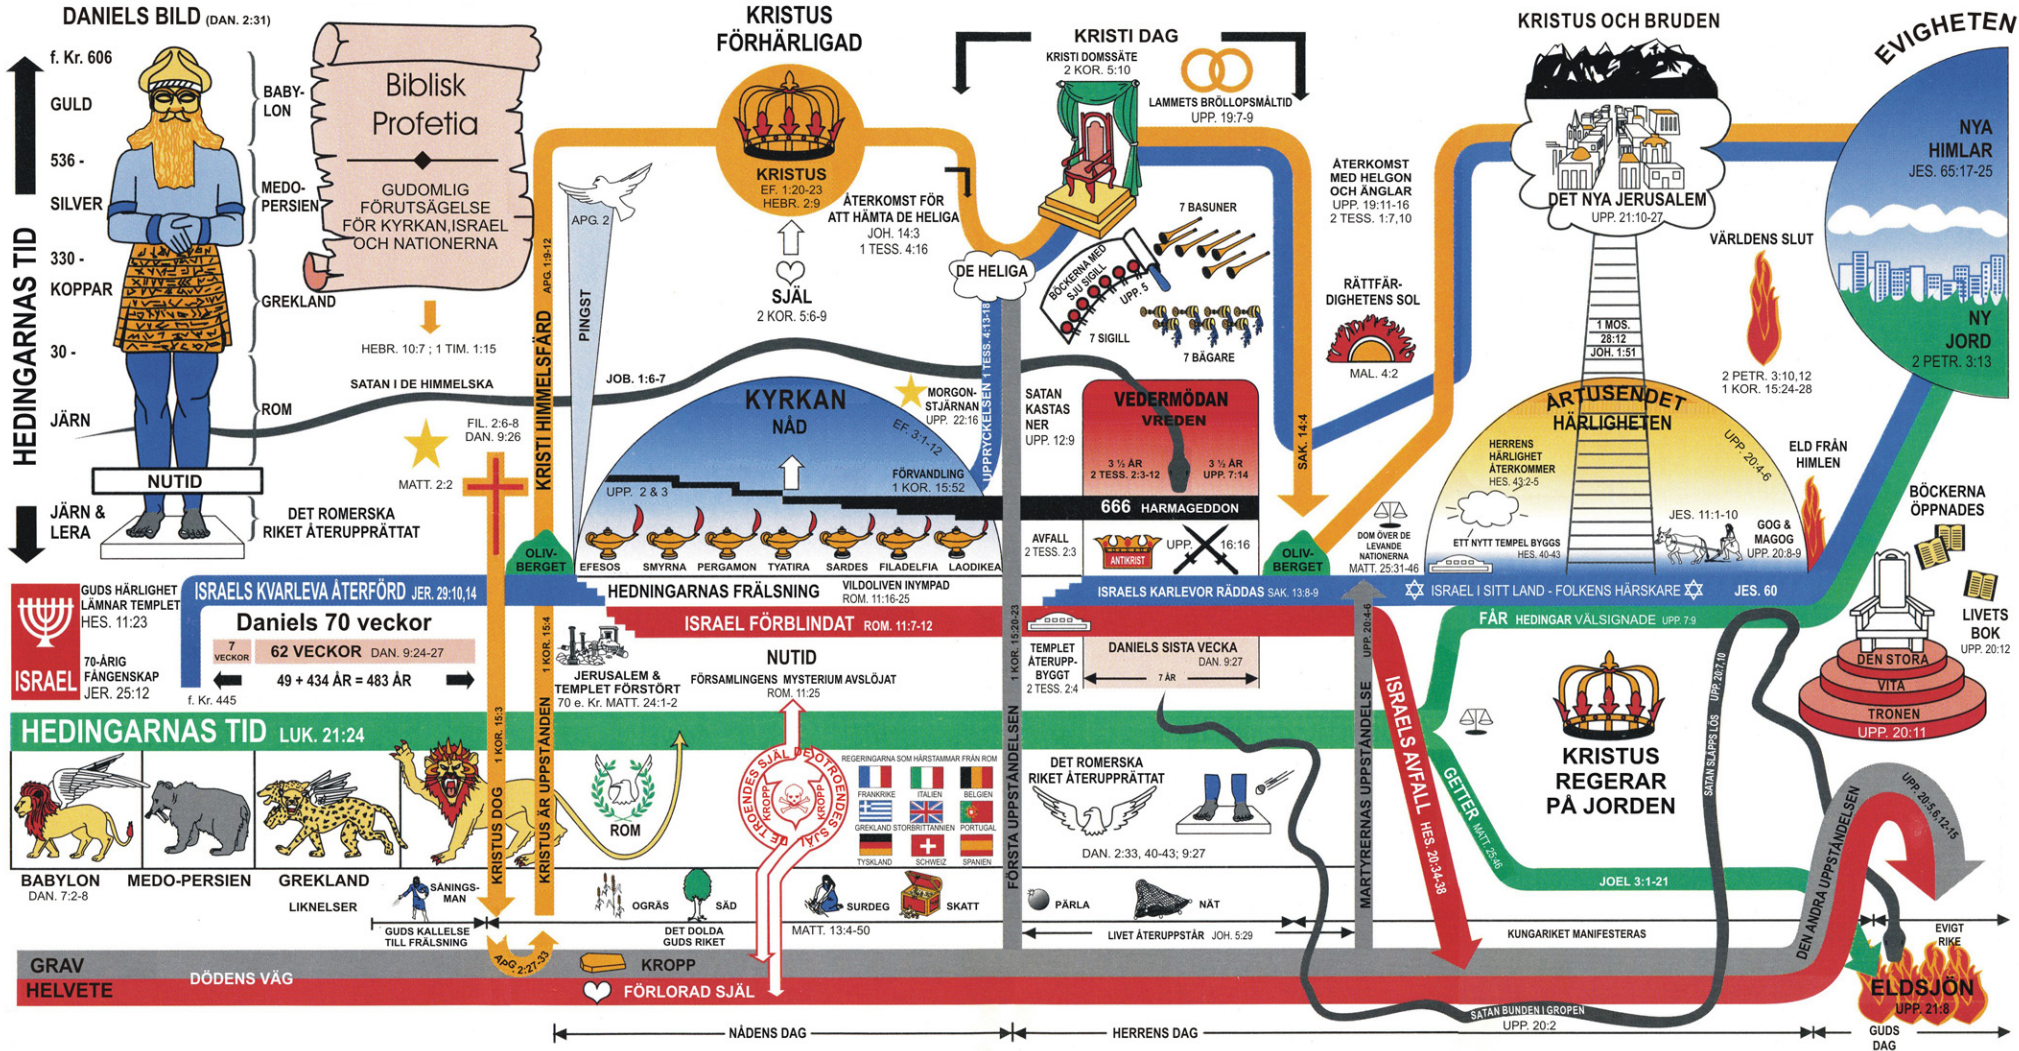 DANIELS BILD (DAN. 2:31)
f. Kr. 606
GULD
536 -
SILVER
330 -
KOPPAR
30 -
JÄRN
NUTID
JÄRN &
LERA
HEDINGARNAS TID
BABY-
LON
MEDO-
PERSIEN
GREKLAND
ROM
DET ROMERSKA
RIKET ÅTERUPPRÄTTAT
Biblisk
Profetia
GUDOMLIG
FÖRUTSÄGELSE
FÖR KYRKAN,ISRAEL
OCH NATIONERNA
HEBR. 10:7 ; 1 TIM. 1:15
SATAN I DE HIMMELSKA
JOB. 1:6-7
MATT. 2:2
FIL. 2:6-8
DAN. 9:26
KRISTI HIMMELSFÄRD APG. 1:9-12
APG. 2
PINGST
KRISTUS
FÖRHÄRLIGAD
KRISTUS
EF. 1:20-23
HEBR. 2:9
SJÄL
2 KOR. 5:6-9
ÅTERKOMST FÖR
ATT HÄMTA DE HELIGA
JOH. 14:3
1 TESS. 4:16
DE HELIGA
KRISTI DAG
KRISTI DOMSSÄTE
2 KOR. 5:10
LAMMETS BRÖLLOPSMÅLTID
UPP. 19:7-9
7 BASUNER
BÖCKERNA MED
SJU SIGILL
UPP. 5
7 SIGILL
7 BÄGARE
ÅTERKOMST
MED HELGON
OCH ÄNGLAR
UPP. 19:11-16
2 TESS. 1:7,10
RÄTTFÄR-
DIGHETENS SOL
MAL. 4:2
SAK. 14:4
KRISTUS OCH BRUDEN
DET NYA JERUSALEM
UPP. 21:10-27
1 MOS.
28:12
JOH. 1:51
VÄRLDENS SLUT
2 PETR. 3:10,12
1 KOR. 15:24-28
EVIGHETEN
NYA
HIMLAR
JES. 65:17-25
NY
JORD
2 PETR. 3:13
KYRKAN
NÅD
EF. 3:1-12
MORGON-
STJÄRNAN
UPP. 22:16
UPPRYCKELSEN 1 TESS. 4:13-18
FÖRVANDLING
1 KOR. 15:52
UPP. 2 & 3
EFESOS
SMYRNA
PERGAMON
TYATIRA
SARDES
FILADELFIA
LAODIKEA
OLIV-
BERGET
SATAN
KASTAS
NER
UPP. 12:9
VEDERMÖDAN
VREDEN
3 ½ ÅR
2 TESS. 2:3-12
3 ½ ÅR
UPP. 7:14
666 HARMAGEDDON
AVFALL
2 TESS. 2:3
ANTIKRIST
UPP. 16:16
OLIV-
BERGET
DOM ÖVER DE
LEVANDE
NATIONERNA
MATT. 25:31-46
ÅRTUSENDET
HÄRLIGHETEN
UPP. 20:4-6
HERRENS
HÄRLIGHET
ÅTERKOMMER
HES. 43:2-5
ETT NYTT TEMPEL BYGGS
HES. 40-43
JES. 11:1-10
GOG &
MAGOG
UPP. 20:8-9
ELD FRÅN
HIMLEN
BÖCKERNA
ÖPPNADES
LIVETS
BOK
UPP. 20:12
DEN STORA
VITA
TRONEN
UPP. 20:11
ISRAEL
GUDS HÄRLIGHET
LÄMNAR TEMPLET
HES. 11:23
70-ÅRIG
FÅNGENSKAP
JER. 25:12
ISRAELS KVARLEVA ÅTERFÖRD JER. 29:10,14
Daniels 70 veckor
7
VECKOR
62 VECKOR DAN. 9:24-27
49 + 434 ÅR = 483 ÅR
f. Kr. 445
HEDNINGARNAS FRÄLSNING
VILDOLIVEN INYMPAD
ROM. 11:16-25
ISRAEL FÖRBLINDAT ROM. 11:7-12
ISRAELS KARLEVOR RÄDDAS SAK. 13:8-9
ISRAEL I SITT LAND - FOLKENS HÄRSKARE
JES. 60
FÅR HEDINGAR VÄLSIGNADE UPP. 7:9
JERUSALEM &
TEMPLET FÖRSTÖRT
70 e. Kr. MATT. 24:1-2
NUTID
FÖRSAMLINGENS MYSTERIUM AVSLÖJAT
ROM. 11:25
TEMPLET
ÅTERUPP-
BYGGT
2 TESS. 2:4
DANIELS SISTA VECKA
DAN. 9:27
7 ÅR
HEDINGARNAS TID LUK. 21:24
KRISTUS DOG 1 KOR. 15:3
KRISTUS ÄR UPPSTÅNDEN 1 KOR. 15:4
FÖRSTA UPPSTÅNDELSEN 1 KOR. 15:20-23
MARTYRERNAS UPPSTÅNDELSE UPP. 20:4-6
ISRAELS AVFALL HES. 20:34-38
GETTER MATT. 25:46
JOEL 3:1-21
KRISTUS
REGERAR
PÅ JORDEN
SATAN SLÄPPS LÖS UPP. 20:7,10
DEN ANDRA UPPSTÅNDELSEN
UPP. 20:5,6,12-15
BABYLON
DAN. 7:2-8
MEDO-PERSIEN
GREKLAND
LIKNELSER
ROM
DE TROENDES SJÄL
DE OTROENDES SJÄL
KROPP
KROPP
REGERINGARNA SOM HÄRSTAMMAR FRÅN ROM
FRANKRIKE
ITALIEN
BELGIEN
GREKLAND
STORBRITTANIEN
PORTUGAL
TYSKLAND
SCHWEIZ
SPANIEN
DET ROMERSKA
RIKET ÅTERUPPRÄTTAT
DAN. 2:33, 40-43; 9:27
SÅNINGS-
MAN
GUDS KALLELSE
TILL FRÄLSNING
OGRÄS
SÄD
DET DOLDA
GUDS RIKET
SURDEG
SKATT
MATT. 13:4-50
PÄRLA
NÄT
LIVET ÅTERUPPSTÅR JOH. 5:29
KUNGARIKET MANIFESTERAS
EVIGT
RIKE
GRAV
HELVETE
DÖDENS VÄG
APG. 2:27-33
KROPP
FÖRLORAD SJÄL
SATAN BUNDEN I GROPEN
UPP. 20:2
ELDSJÖN
UPP. 21:8
NÅDENS DAG
HERRENS DAG
GUDS
DAG